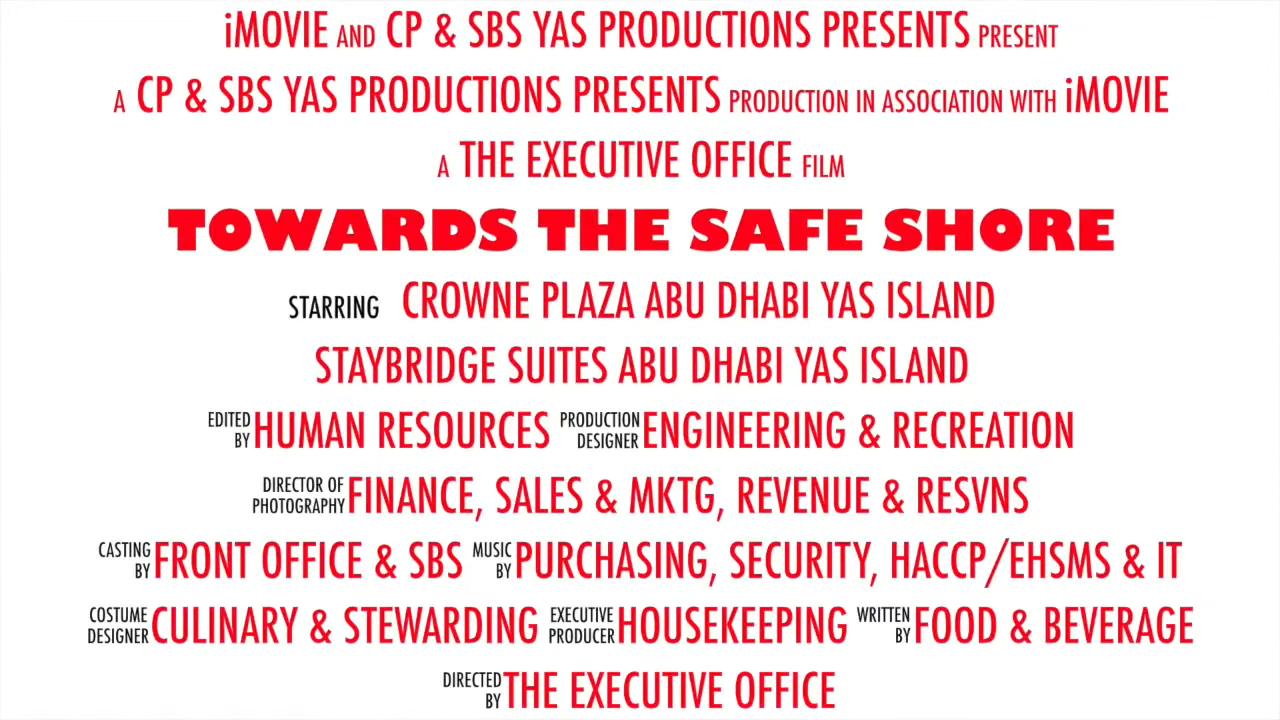 iMOVIE AND CP & SBS YAS PRODUCTIONS PRESENTS PRESENT
A CP & SBS YAS PRODUCTIONS PRESENTS PRODUCTION IN ASSOCIATION WITH iMOVIE
A THE EXECUTIVE OFFICE FILM
TOWARDS THE SAFE SHORE
STARRING CROWNE PLAZA ABU DHABI YAS ISLAND
STAYBRIDGE SUITES ABU DHABI YAS ISLAND
EDITED BY HUMAN RESOURCES PRODUCTION DESIGNER ENGINEERING & RECREATION
DIRECTOR OF PHOTOGRAPHY FINANCE, SALES & MKTG, REVENUE & RESVNS
CASTING BY FRONT OFFICE & SBS MUSIC BY PURCHASING, SECURITY, HACCP/EHSMS & IT
COSTUME DESIGNER CULINARY & STEWARDING EXECUTIVE PRODUCER HOUSEKEEPING WRITTEN BY FOOD & BEVERAGE
DIRECTED BY THE EXECUTIVE OFFICE